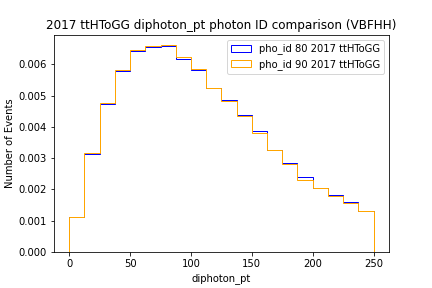 2017 ttHToGG diphoton_pt photon ID comparison (VBFHH)
pho_id 80 2017 ttHToGG
pho_id 90 2017 ttHToGG
Number of Events
0.006
0.005
0.004
0.003
0.002
0.001
0.000
0 50 100 150 200 250
diphoton_pt